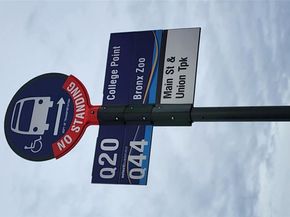 NO STANDING
Q20
Q44
College Point
Bronx Zoo
Main St &
Union Tpk